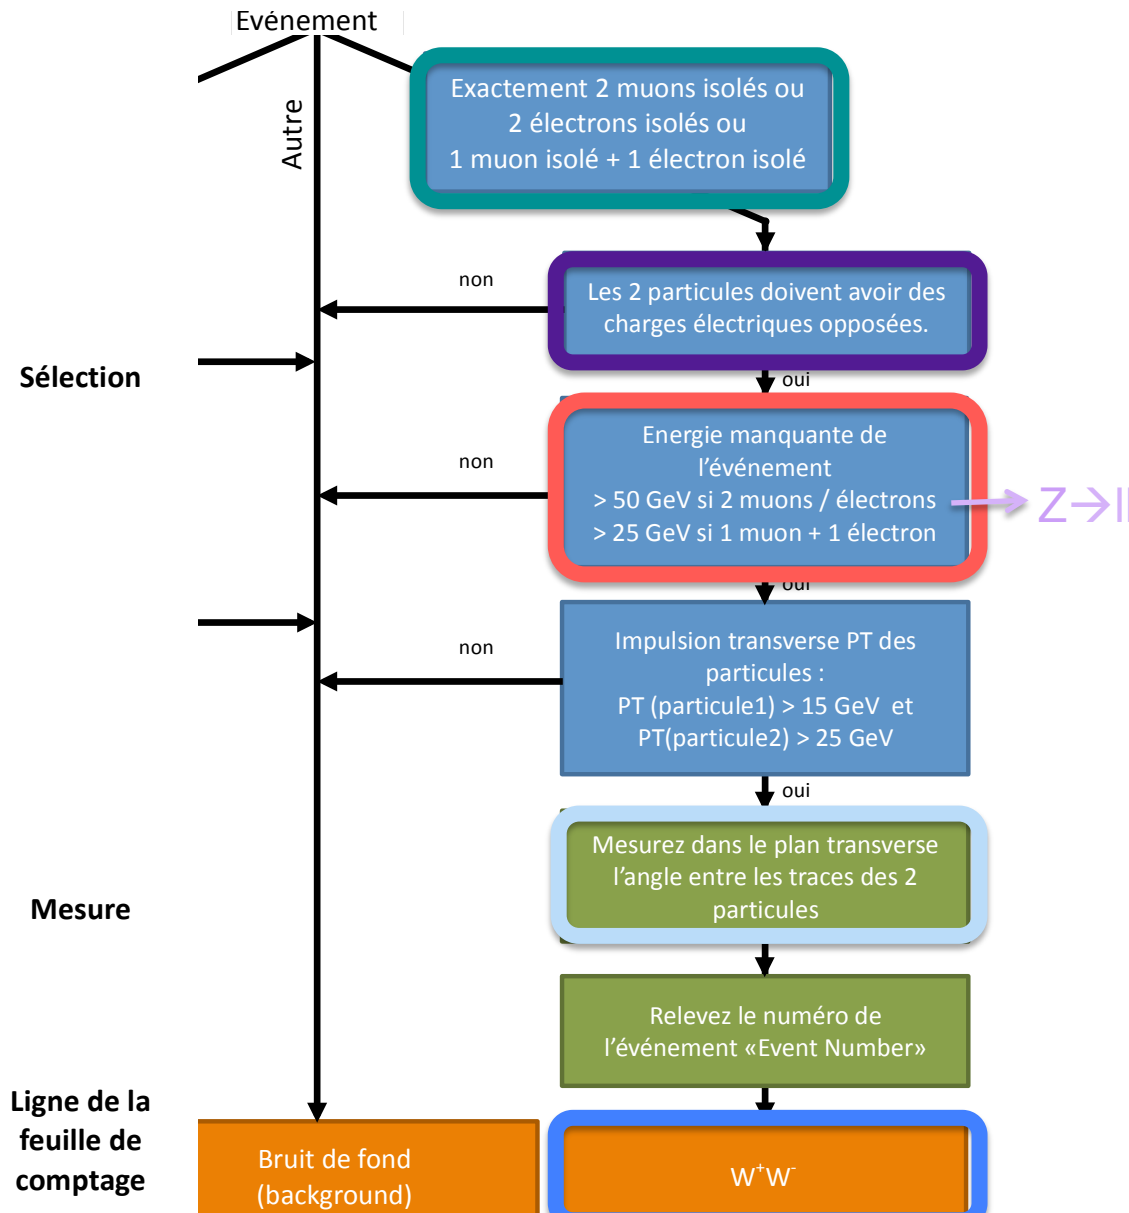 Evénement
Autre
Exactement 2 muons isolés ou
2 électrons isolés ou
1 muon isolé + 1 électron isolé
non
Les 2 particules doivent avoir des
charges électriques opposées.
Sélection
oui
non
Energie manquante de
l'événement
> 50 GeV si 2 muons / électrons
> 25 GeV si 1 muon + 1 électron
Z→ll
oui
non
Impulsion transverse PT des
particules :
PT (particule1) > 15 GeV et
PT(particule2) > 25 GeV
oui
Mesure
Mesurez dans le plan transverse
l'angle entre les traces des 2
particules
Relevez le numéro de
l'événement «Event Number»
Ligne de la
feuille de
comptage
Bruit de fond
(background)
W⁺W⁻